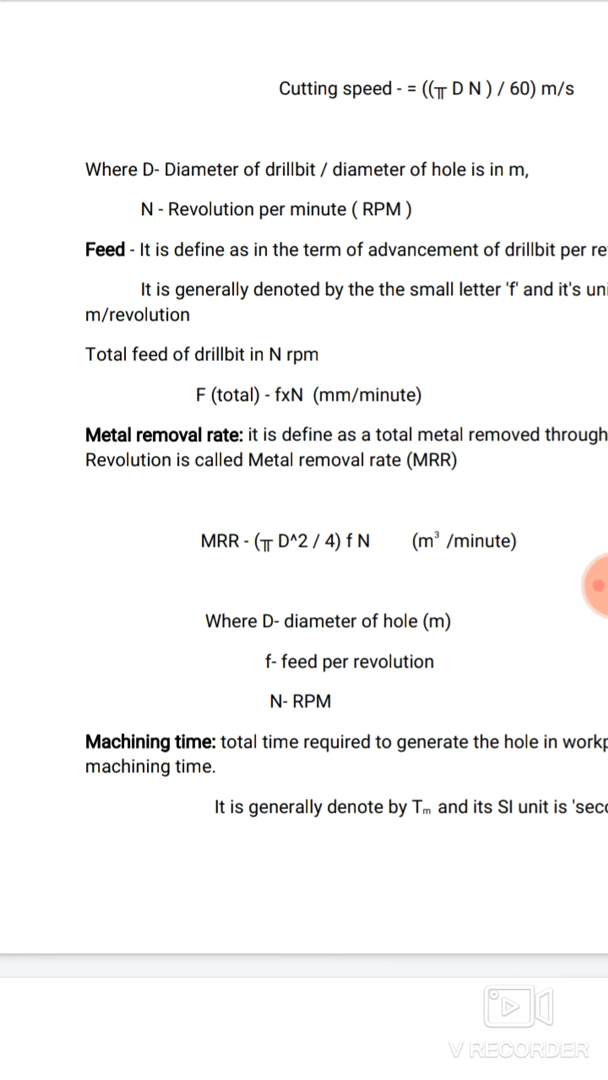 Cutting speed - = ((π D N ) / 60) m/s
Where D- Diameter of drillbit / diameter of hole is in m,
N - Revolution per minute ( RPM )
Feed - It is define as in the term of advancement of drillbit per re
It is generally denoted by the the small letter 'f' and it's uni
m/revolution
Total feed of drillbit in N rpm
F (total) - fxN (mm/minute)
Metal removal rate: it is define as a total metal removed through
Revolution is called Metal removal rate (MRR)
MRR - (π D^2 / 4) f N (m³ /minute)
Where D- diameter of hole (m)
f- feed per revolution
N- RPM
Machining time: total time required to generate the hole in workp
machining time.
It is generally denote by Tₘ and its SI unit is 'seco
V RECORDER